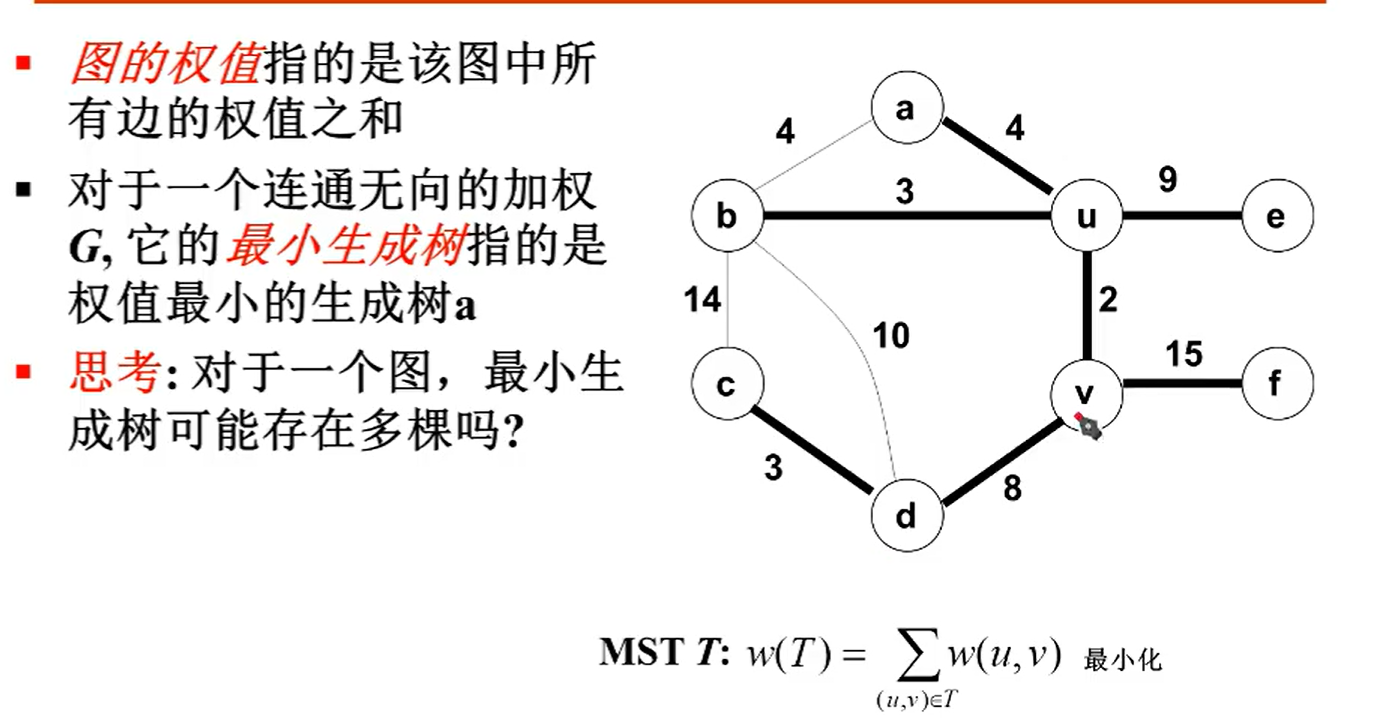 图的权值指的是该图中所
有边的权值之和
对于一个连通无向的加权
G, 它的最小生成树指的是
权值最小的生成树a
思考: 对于一个图，最小生
成树可能存在多棵吗?
a
4
4
b
3
u
9
e
14
10
2
c
v
15
f
3
8
d
MST T: w(T) = ∑ w(u,v) 最小化
(u,v)∈T